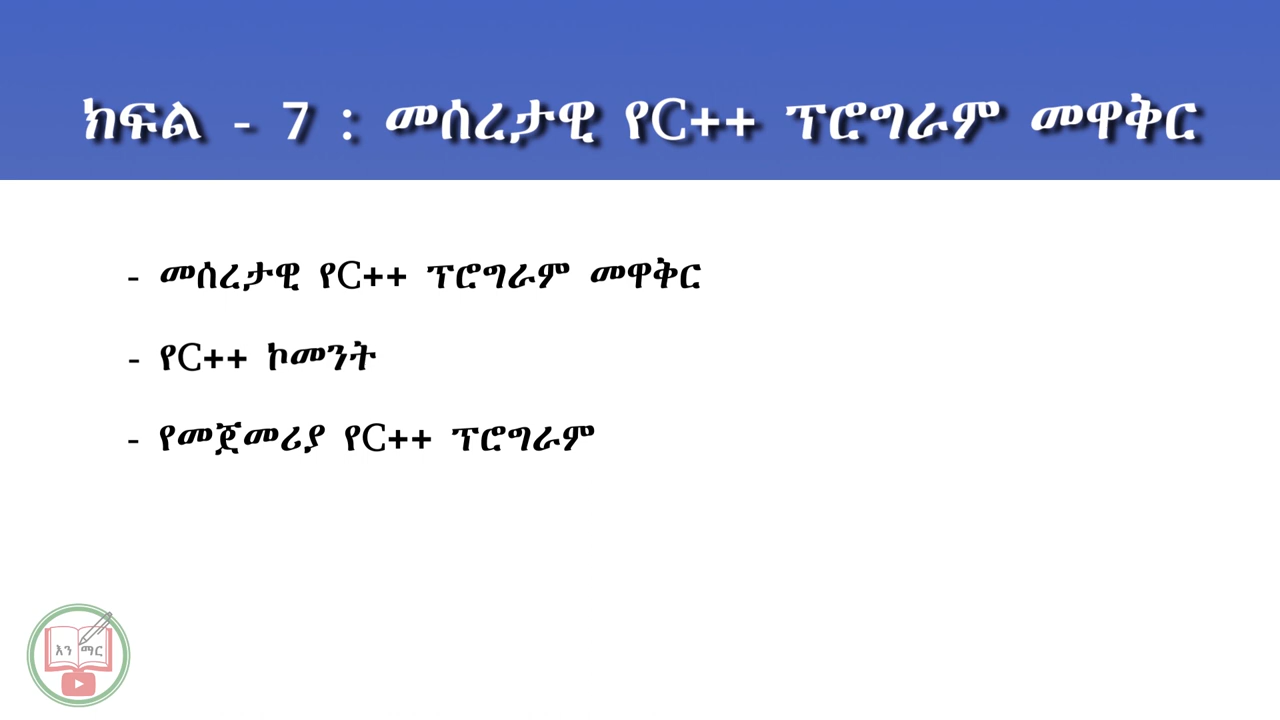 ክፍል - 7 : መሰረታዊ የC++ ፕሮግራም መዋቅር
- መሰረታዊ የC++ ፕሮግራም መዋቅር
- የC++ ኮመንት
- የመጀመሪያ የC++ ፕሮግራም
እን ማር